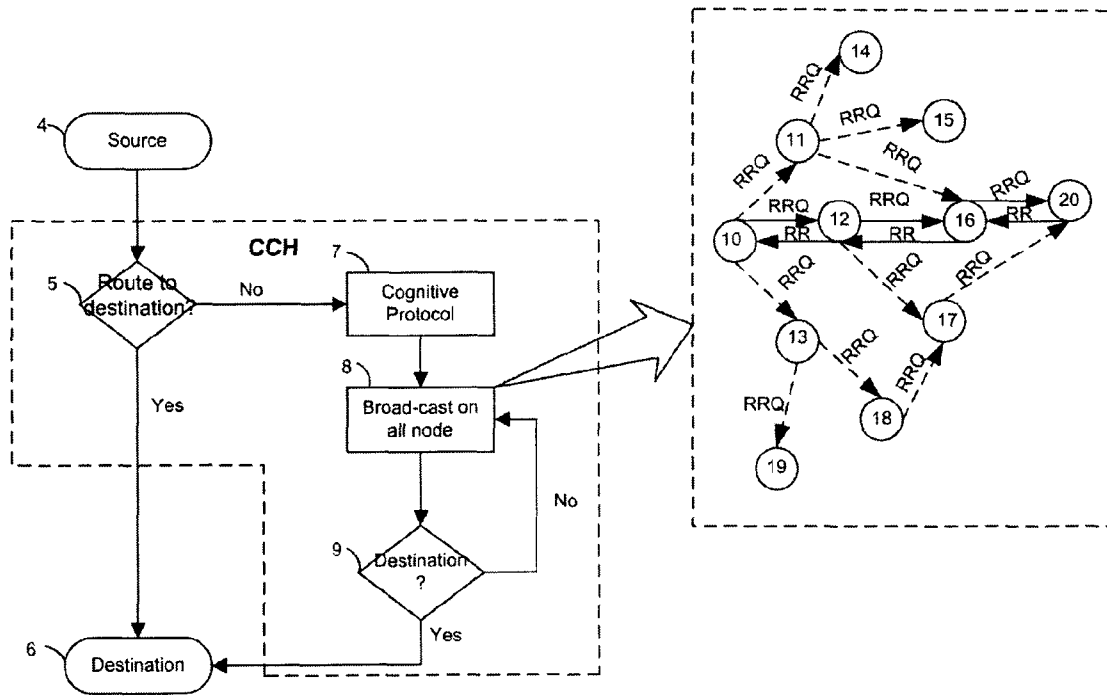 4
Source
CCH
5
Route to
destination?
No
Yes
7
Cognitive
Protocol
8
Broad-cast on
all node
No
9
Destination
?
Yes
6
Destination
14
RRQ
RRQ
15
11
RRQ
RRQ
RRQ
20
RRQ
12
RRQ
16
RR
10
RR
RR
RRQ
RRQ
RRQ
17
13
RRQ
RRQ
RRQ
18
19